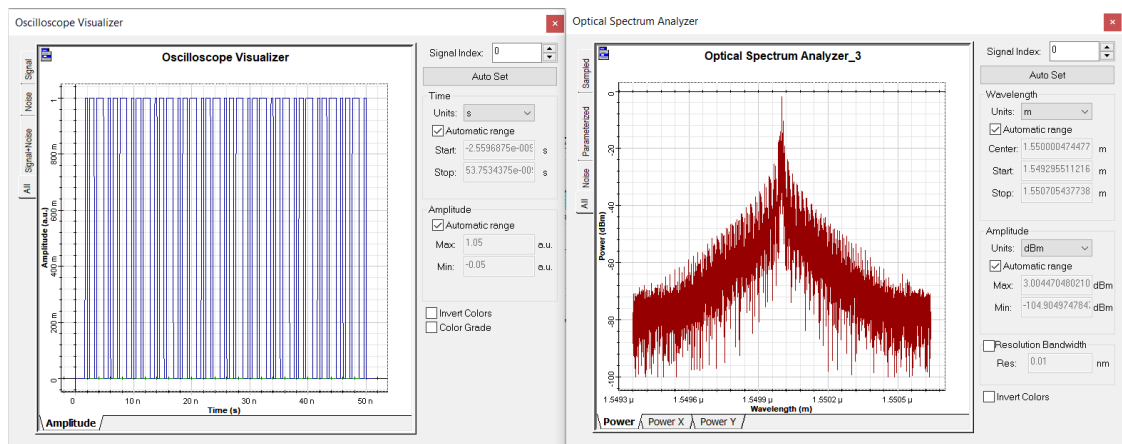 Oscilloscope Visualizer
Oscilloscope Visualizer
Signal
Noise
Signal+Noise
All
Amplitude (a.u.)
1
800 m
600 m
400 m
200 m
0
0
10 n
20 n
30 n
40 n
50 n
Time (s)
Amplitude
Signal Index: 0
Auto Set
Time
Units: s
Automatic range
Start: -2.5596875e-009 s
Stop: 53.7534375e-009 s
Amplitude
Automatic range
Max: 1.05 a.u.
Min: -0.05 a.u.
Invert Colors
Color Grade
Optical Spectrum Analyzer
Optical Spectrum Analyzer_3
Sampled
Parameterized
Noise
All
Power (dBm)
0
-20
-40
-60
-80
-100
1.5493 µ
1.5496 µ
1.5499 µ
1.5502 µ
1.5505 µ
Wavelength (m)
Power
Power X
Power Y
Signal Index: 0
Auto Set
Wavelength
Units: m
Automatic range
Center: 1.550000474477 m
Start: 1.549295511216 m
Stop: 1.550705437738 m
Amplitude
Units: dBm
Automatic range
Max: 3.004470480210 dBm
Min: -104.904974784 dBm
Resolution Bandwidth
Res: 0.01 nm
Invert Colors